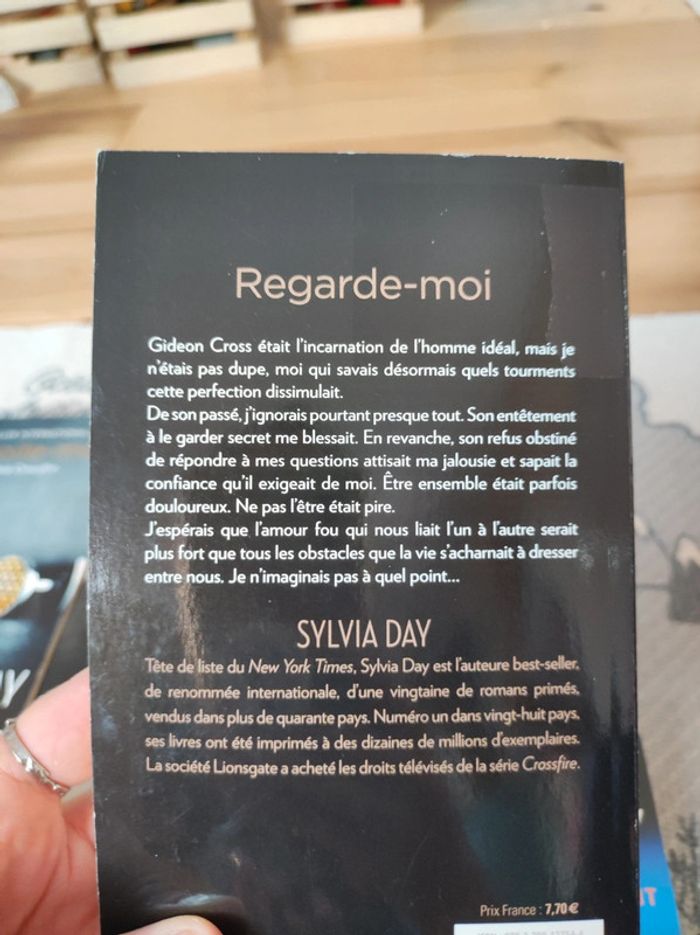 Regarde-moi
Gideon Cross était l'incarnation de l'homme idéal, mais je
n'étais pas dupe, moi qui savais désormais quels tourments
cette perfection dissimulait.
De son passé, j'ignorais pourtant presque tout. Son entêtement
à le garder secret me blessait. En revanche, son refus obstiné
de répondre à mes questions attisait ma jalousie et sapait la
confiance qu'il exigeait de moi. Être ensemble était parfois
douloureux. Ne pas l'être était pire.
J'espérais que l'amour fou qui nous liait l'un à l'autre serait
plus fort que tous les obstacles que la vie s'acharnait à dresser
entre nous. Je n'imaginais pas à quel point...
SYLVIA DAY
Tête de liste du New York Times, Sylvia Day est l'auteure best-seller,
de renommée internationale, d'une vingtaine de romans primés,
vendus dans plus de quarante pays. Numéro un dans vingt-huit pays,
ses livres ont été imprimés à des dizaines de millions d'exemplaires.
La société Lionsgate a acheté les droits télévisés de la série Crossfire.
Prix France : 7,70 €